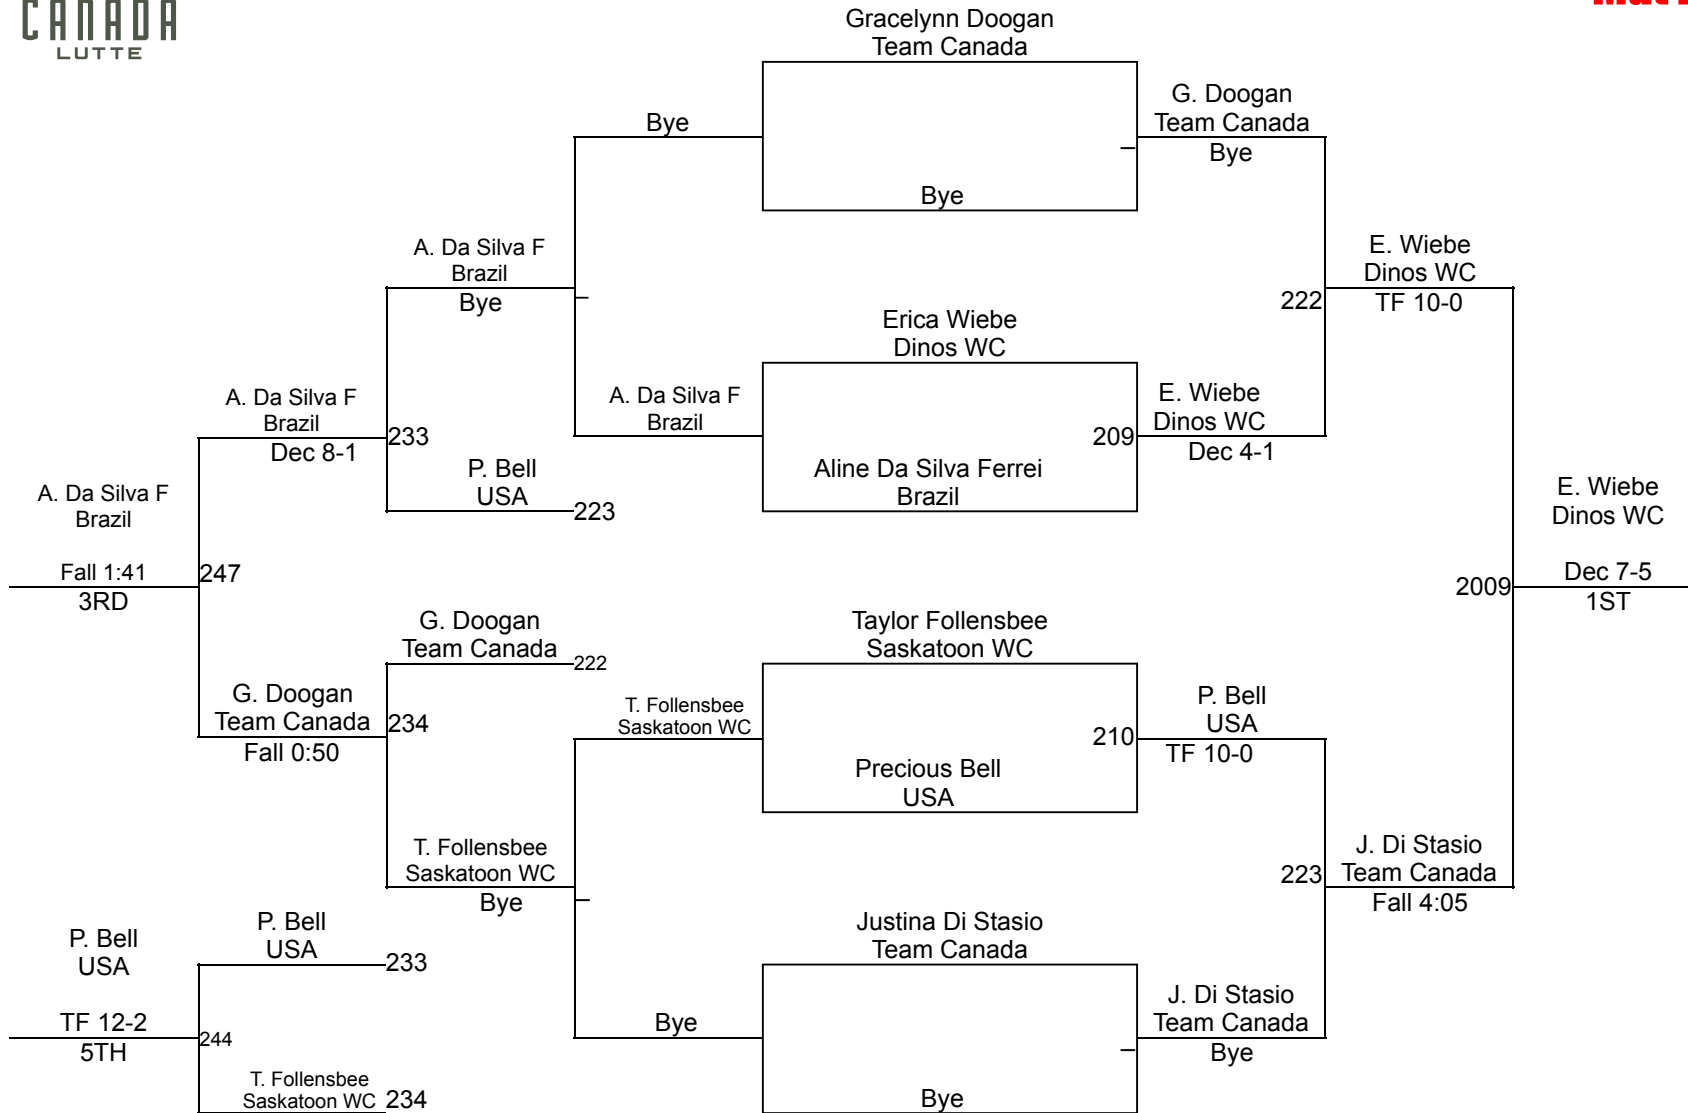 CANADA
LUTTE
Gracelynn Doogan
Team Canada
Bye
G. Doogan
Team Canada
Bye
Bye
A. Da Silva F
Brazil
Bye
E. Wiebe
Dinos WC
TF 10-0
222
Erica Wiebe
Dinos WC
A. Da Silva F
Brazil
Dec 8-1
233
A. Da Silva F
Brazil
209
E. Wiebe
Dinos WC
Dec 4-1
P. Bell
USA
223
Aline Da Silva Ferrei
Brazil
A. Da Silva F
Brazil
Fall 1:41
3RD
247
E. Wiebe
Dinos WC
2009
Dec 7-5
1ST
G. Doogan
Team Canada
222
Taylor Follensbee
Saskatoon WC
G. Doogan
Team Canada
Fall 0:50
234
T. Follensbee
Saskatoon WC
210
P. Bell
USA
TF 10-0
Precious Bell
USA
T. Follensbee
Saskatoon WC
Bye
223
J. Di Stasio
Team Canada
Fall 4:05
P. Bell
USA
TF 12-2
5TH
P. Bell
USA
233
Justina Di Stasio
Team Canada
244
Bye
J. Di Stasio
Team Canada
Bye
T. Follensbee
Saskatoon WC
234
Bye